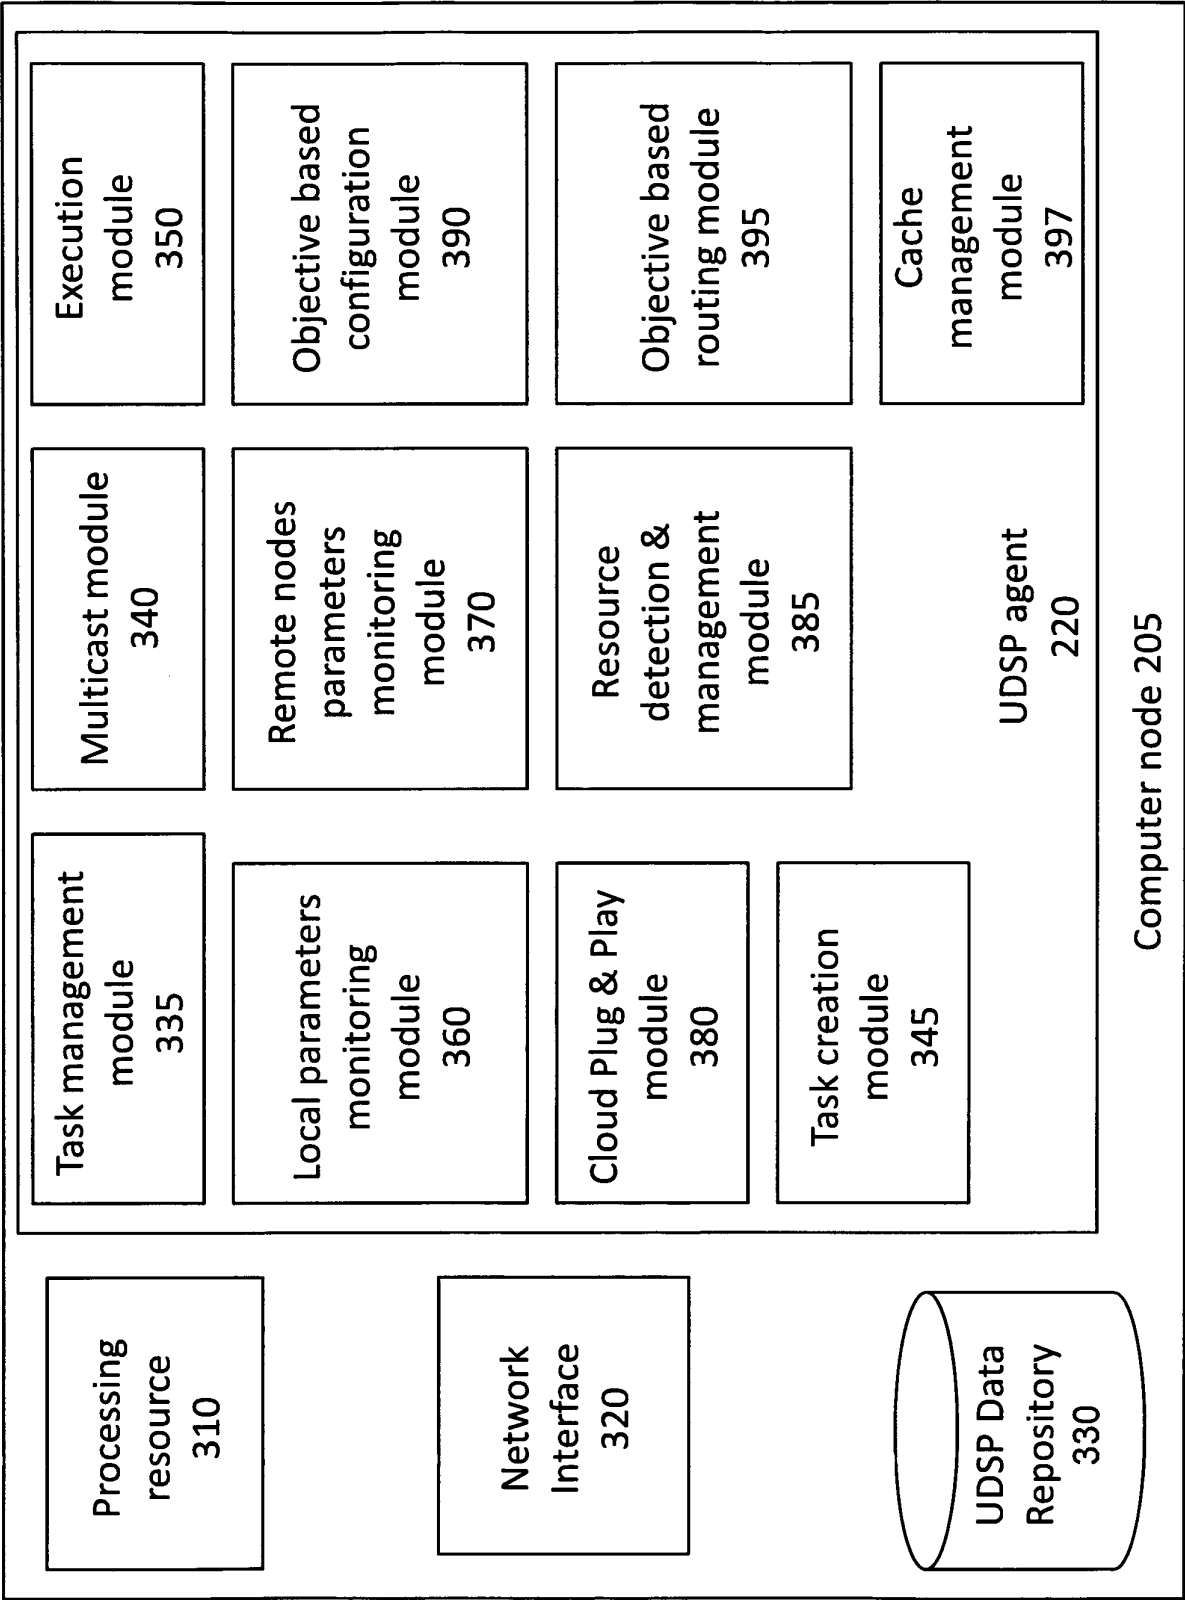 Processing
resource
310
Network
Interface
320
UDSP Data
Repository
330
Task management
module
335
Multicast module
340
Execution
module
350
Local parameters
monitoring
module
360
Remote nodes
parameters
monitoring
module
370
Objective based
configuration
module
390
Cloud Plug & Play
module
380
Resource
detection &
management
module
385
Objective based
routing module
395
Task creation
module
345
Cache
management
module
397
UDSP agent
220
Computer node 205